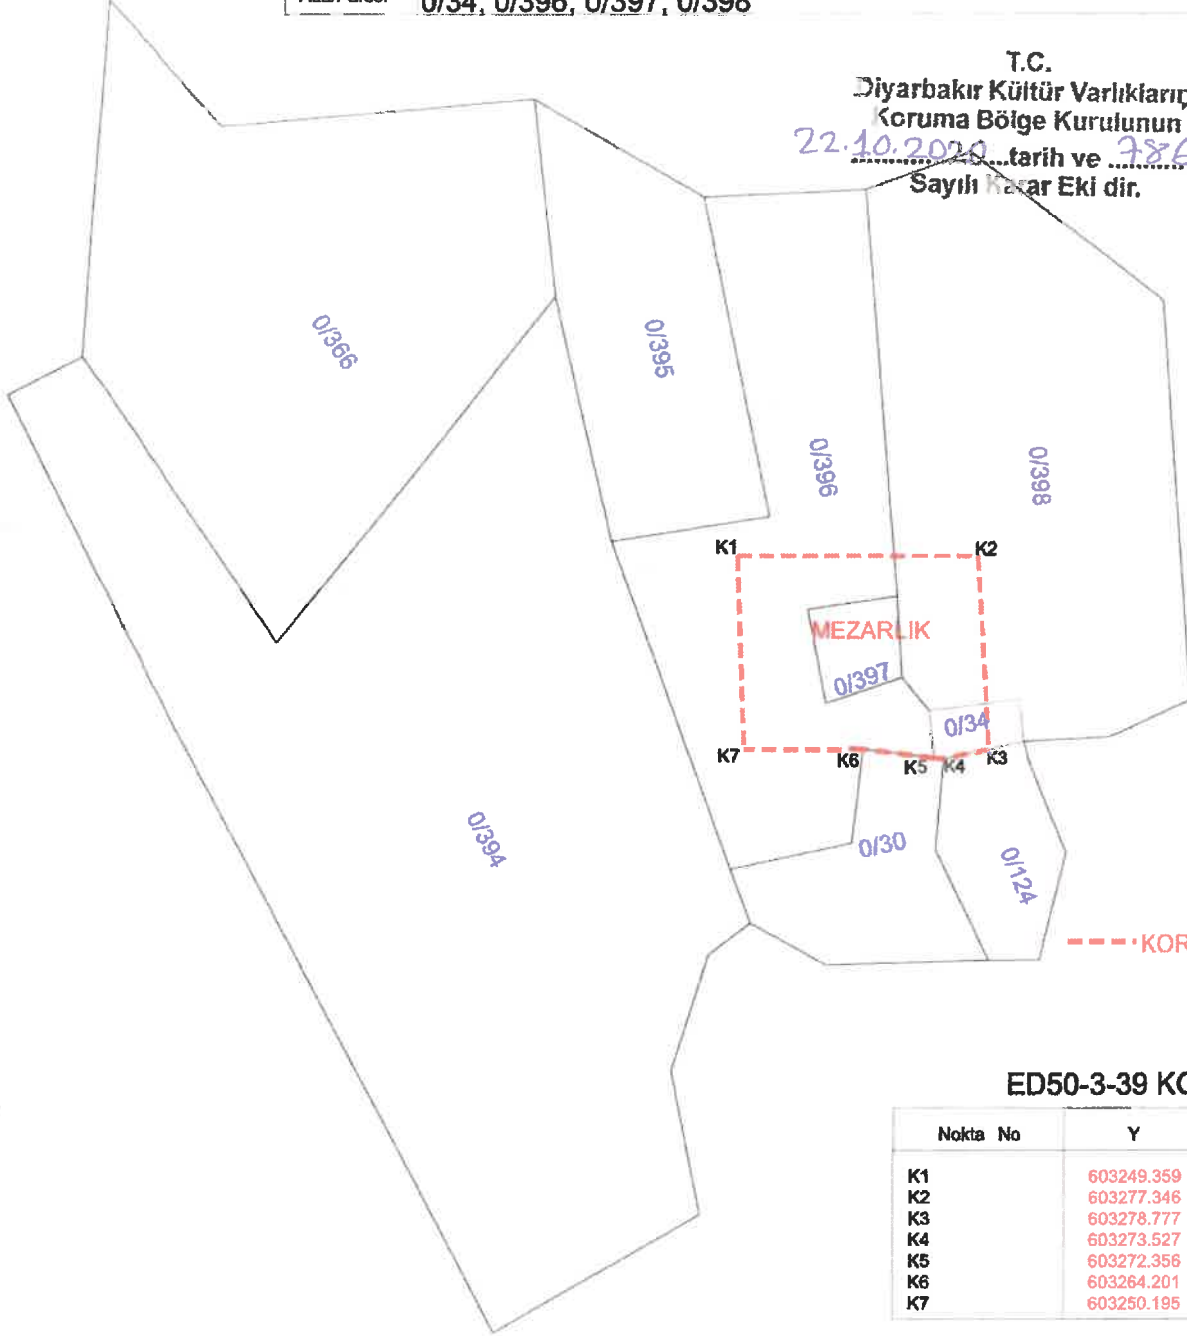 0/34, 0/396, 0/397, 0/398
T.C.
Diyarbakır Kültür Varlıklarıı
Koruma Bölge Kurulunun
22.10.2020 tarih ve 786
Sayılı Karar Eki dir.
0/366
0/395
0/396
0/398
K1
K2
MEZARLIK
0/397
0/34
K7
K6
K5
K4
K3
0/394
0/30
0/124
KOR
ED50-3-39 KO
Nokta No Y
K1 603249.359
K2 603277.346
K3 603278.777
K4 603273.527
K5 603272.356
K6 603264.201
K7 603250.195